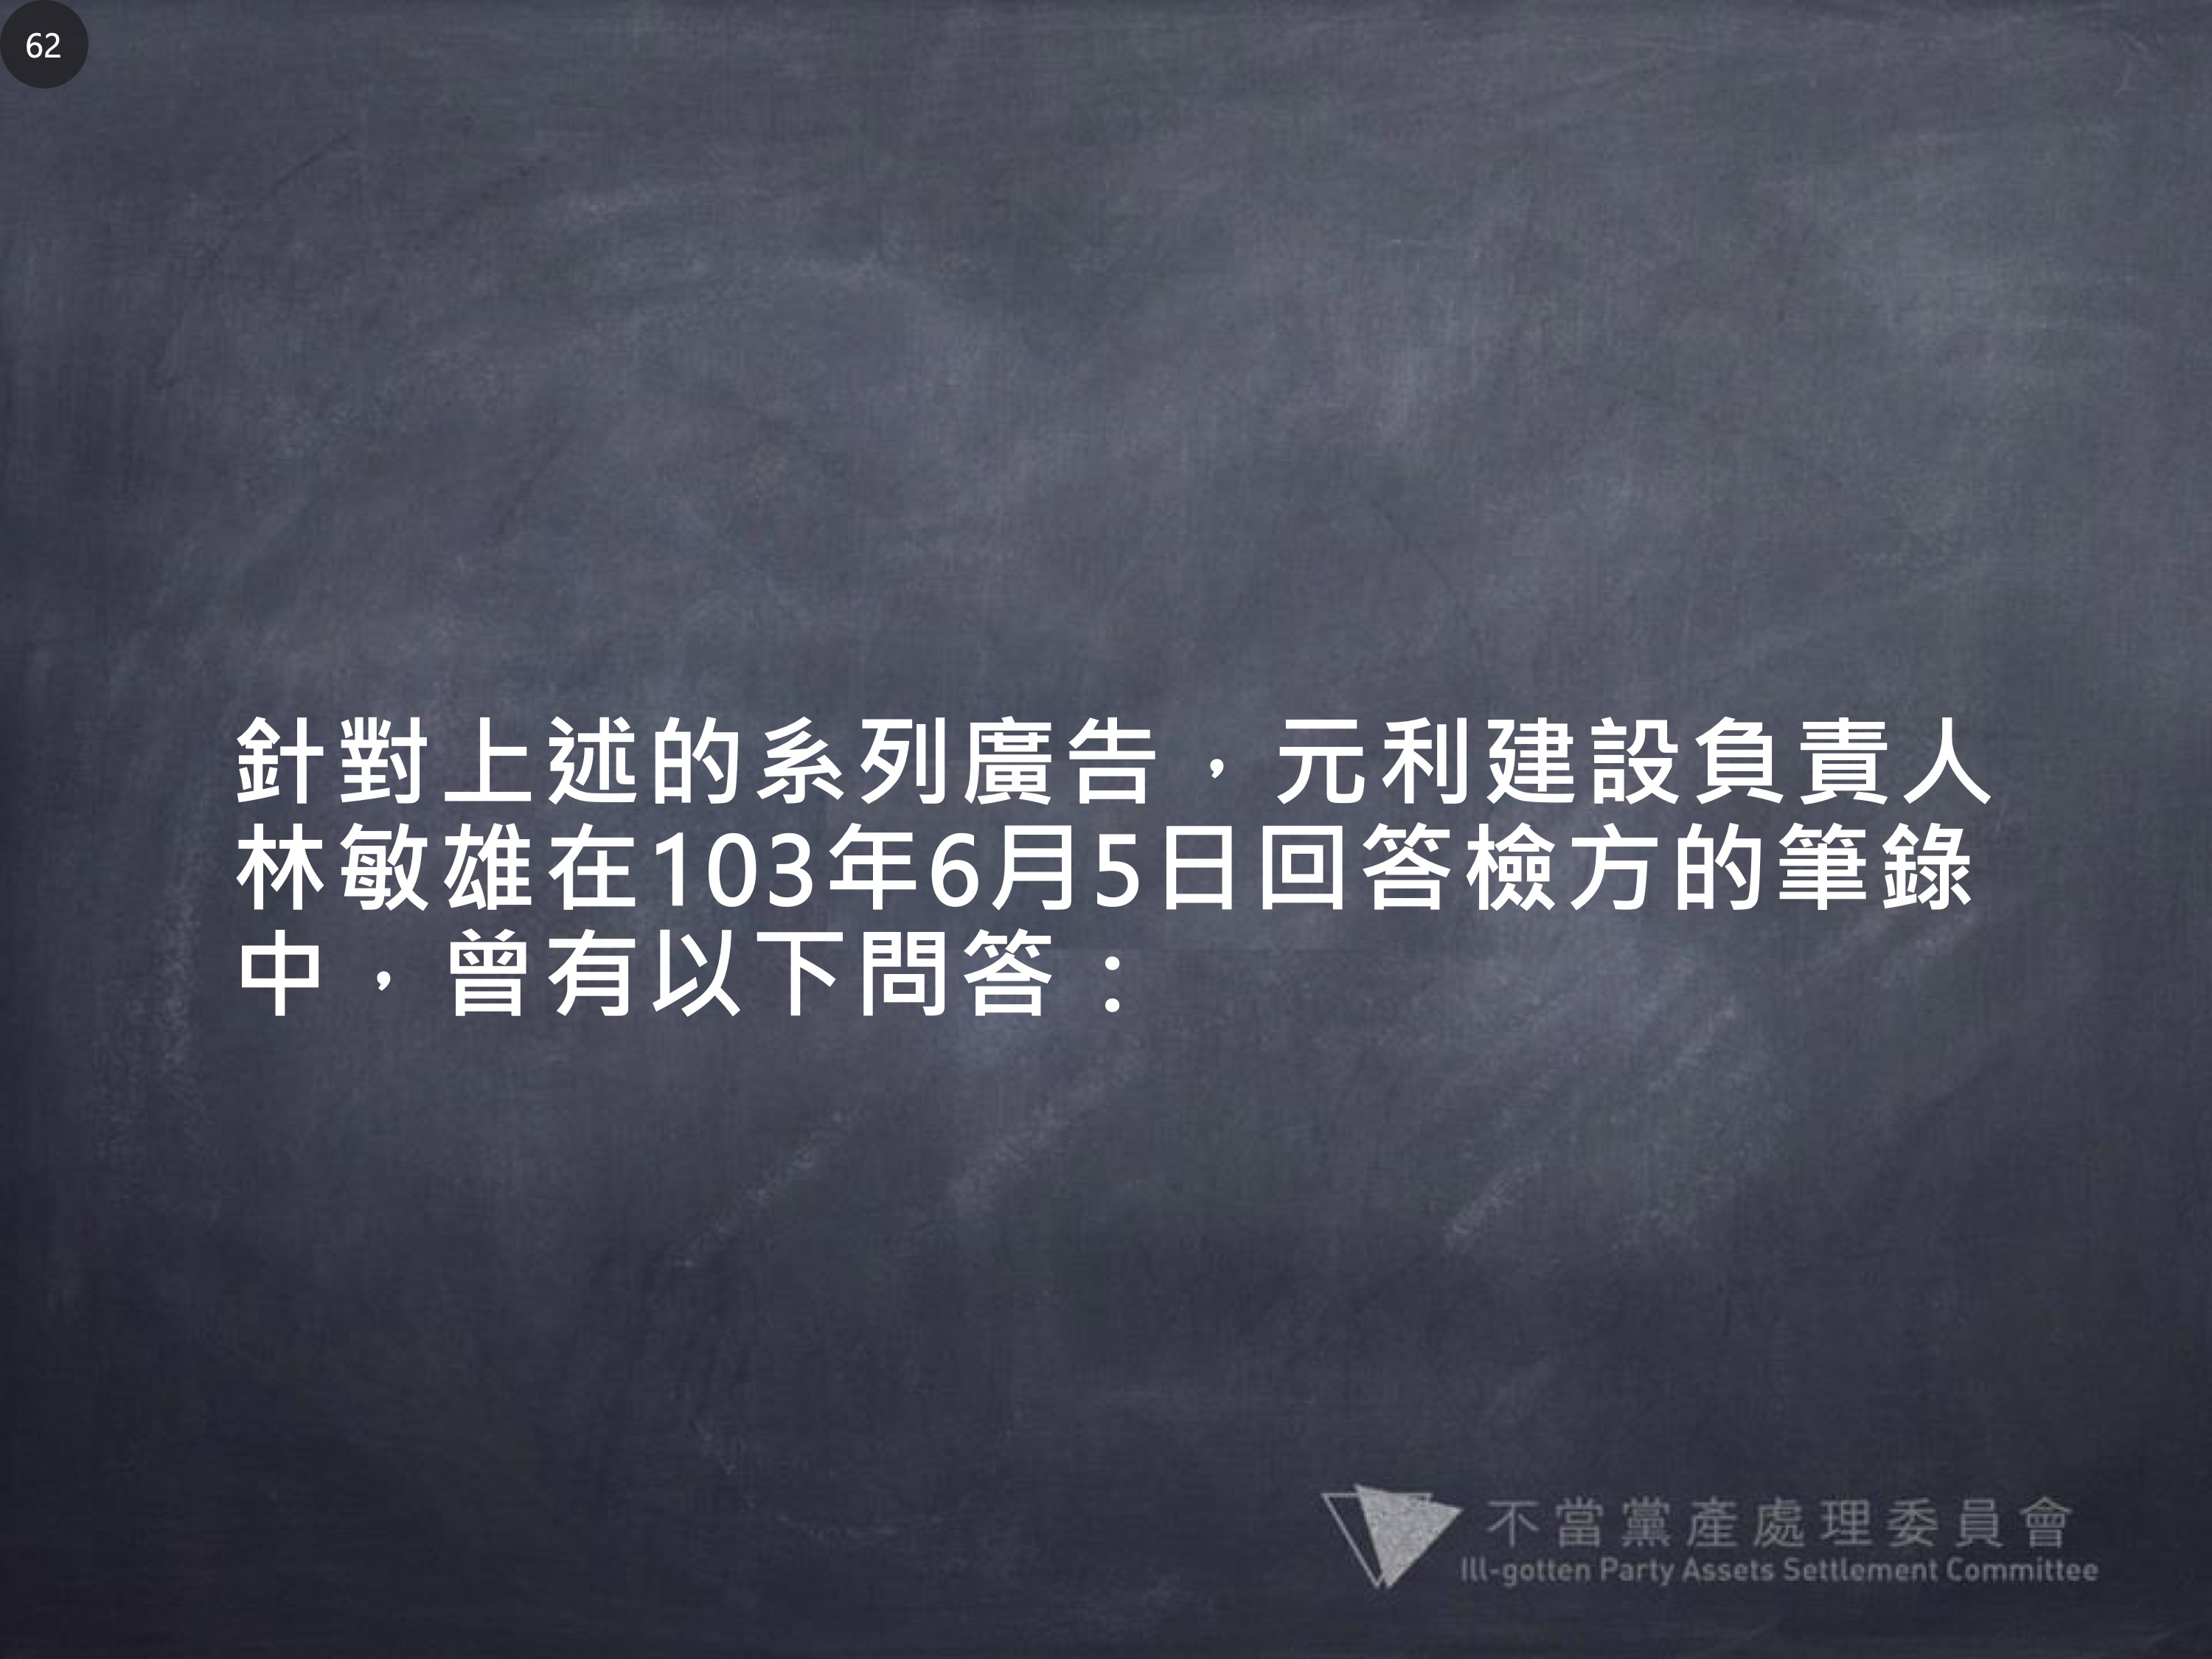 62
針對上述的系列廣告，元利建設負責人
林敏雄在103年6月5日回答檢方的筆錄
中，曾有以下問答：
不當黨產處理委員會
Ill-gotten Party Assets Settlement Committee